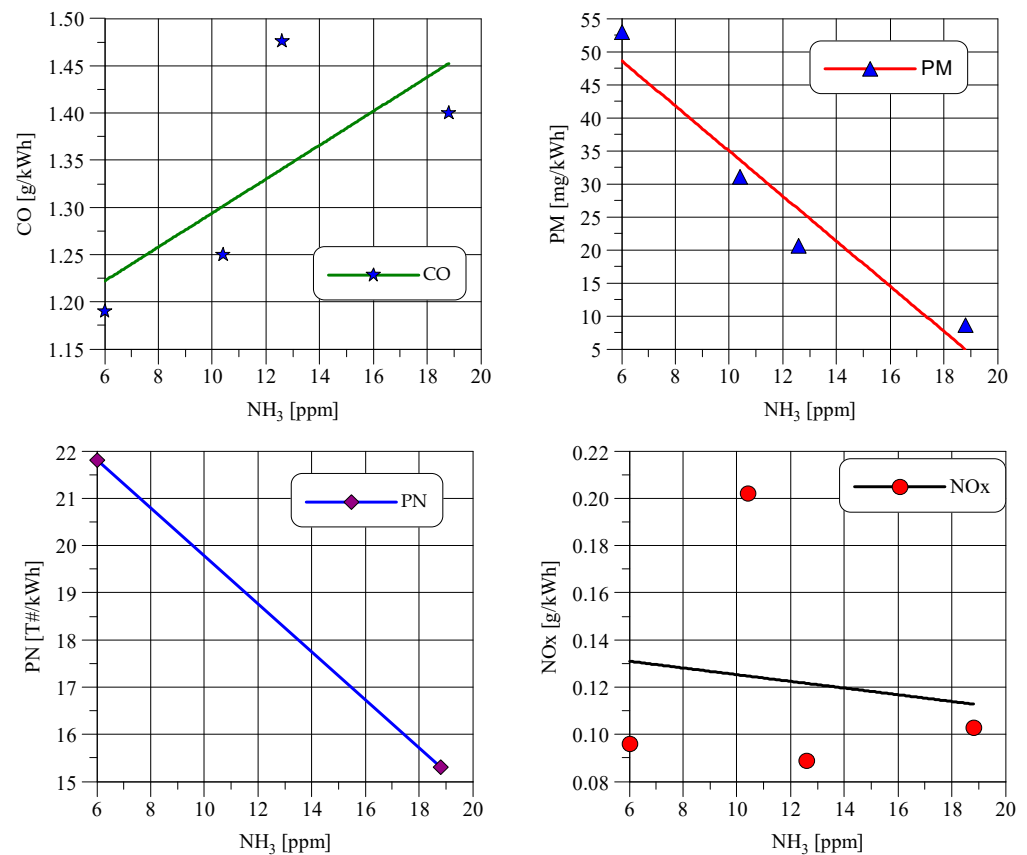 1.50
1.45
1.40
1.35
1.30
1.25
1.20
1.15
CO [g/kWh]
CO
6 8 10 12 14 16 18 20
NH3 [ppm]
55
50
45
40
35
30
25
20
15
10
5
PM [mg/kWh]
PM
6 8 10 12 14 16 18 20
NH3 [ppm]
22
21
20
19
18
17
16
15
PN [T#/kWh]
PN
6 8 10 12 14 16 18 20
NH3 [ppm]
0.22
0.20
0.18
0.16
0.14
0.12
0.10
0.08
NOx [g/kWh]
NOx
6 8 10 12 14 16 18 20
NH3 [ppm]